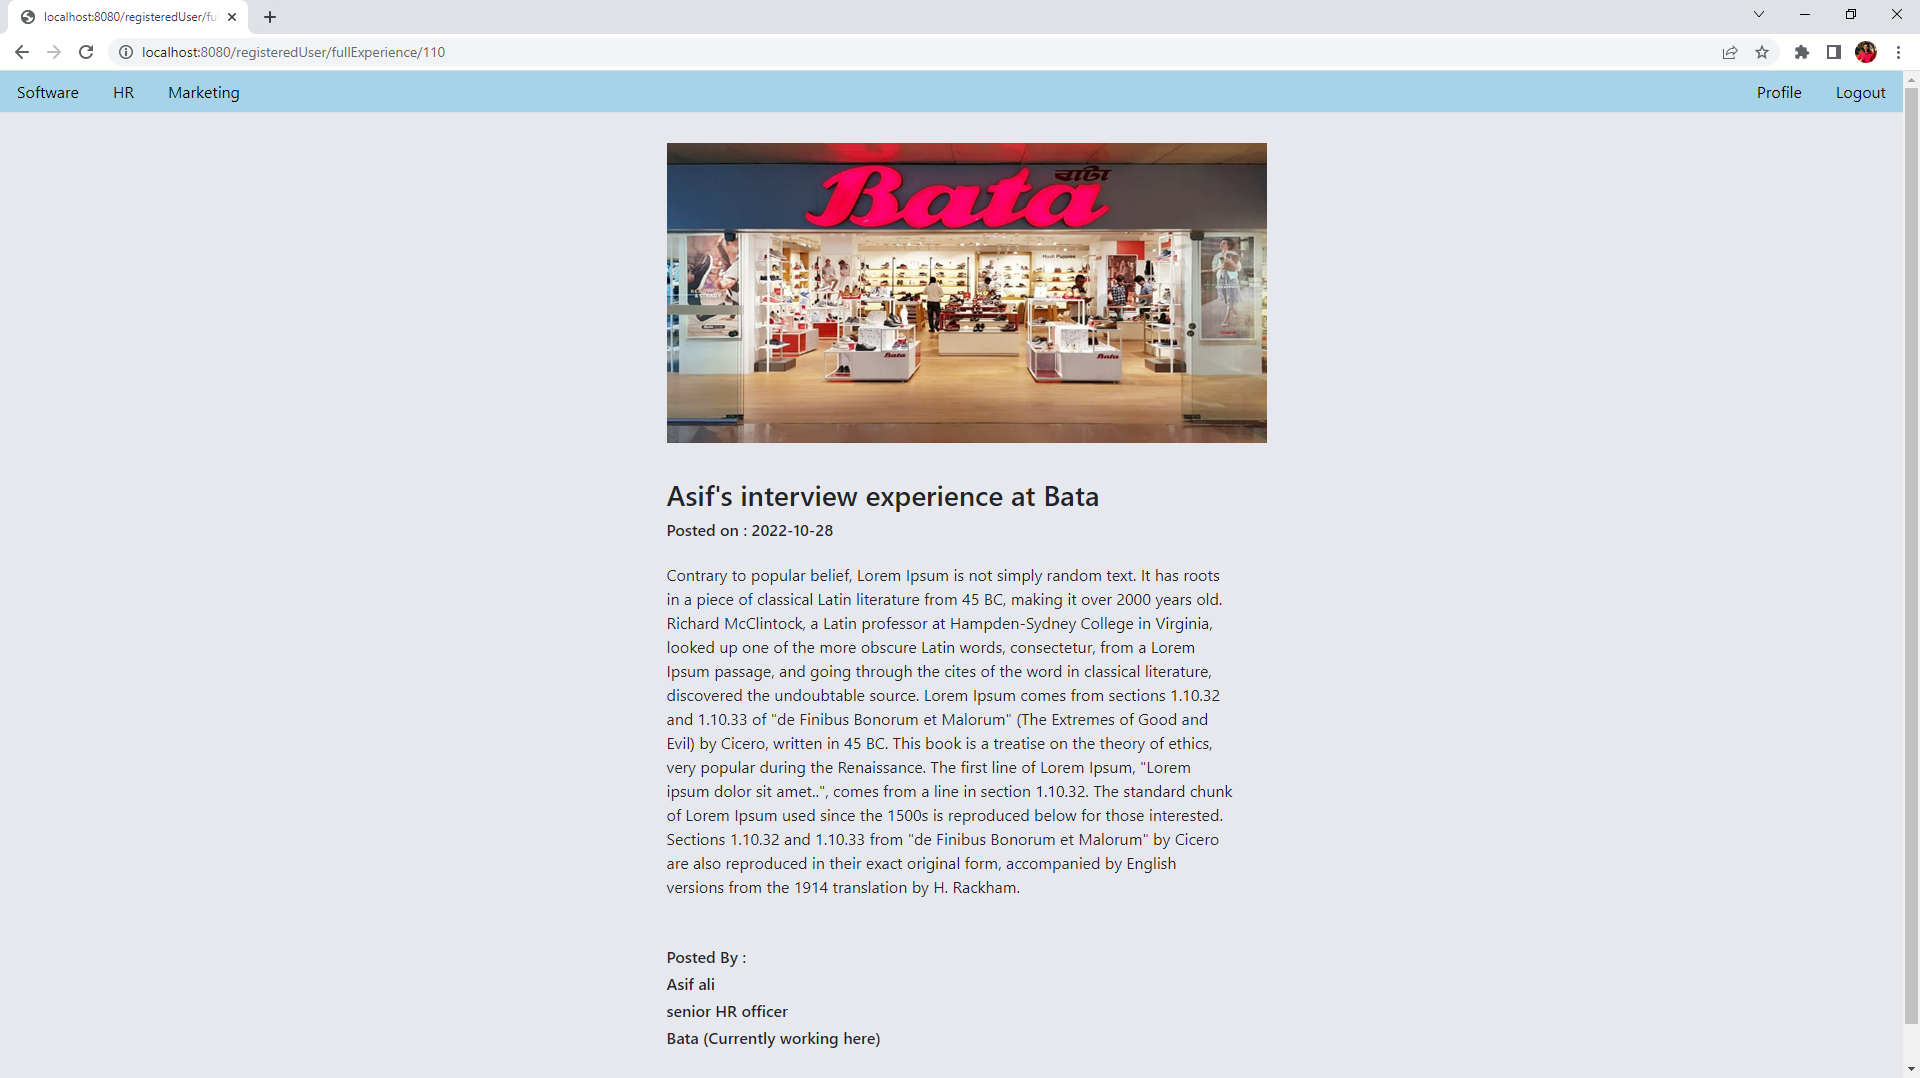 localhost:8080/registeredUser/fu
localhost:8080/registeredUser/fullExperience/110
Software HR Marketing Profile Logout
Bata বাটা
Hush Puppies
Bata
Bata
Asif's interview experience at Bata
Posted on : 2022-10-28
Contrary to popular belief, Lorem Ipsum is not simply random text. It has roots
in a piece of classical Latin literature from 45 BC, making it over 2000 years old.
Richard McClintock, a Latin professor at Hampden-Sydney College in Virginia,
looked up one of the more obscure Latin words, consectetur, from a Lorem
Ipsum passage, and going through the cites of the word in classical literature,
discovered the undoubtable source. Lorem Ipsum comes from sections 1.10.32
and 1.10.33 of "de Finibus Bonorum et Malorum" (The Extremes of Good and
Evil) by Cicero, written in 45 BC. This book is a treatise on the theory of ethics,
very popular during the Renaissance. The first line of Lorem Ipsum, "Lorem
ipsum dolor sit amet..", comes from a line in section 1.10.32. The standard chunk
of Lorem Ipsum used since the 1500s is reproduced below for those interested.
Sections 1.10.32 and 1.10.33 from "de Finibus Bonorum et Malorum" by Cicero
are also reproduced in their exact original form, accompanied by English
versions from the 1914 translation by H. Rackham.
Posted By :
Asif ali
senior HR officer
Bata (Currently working here)